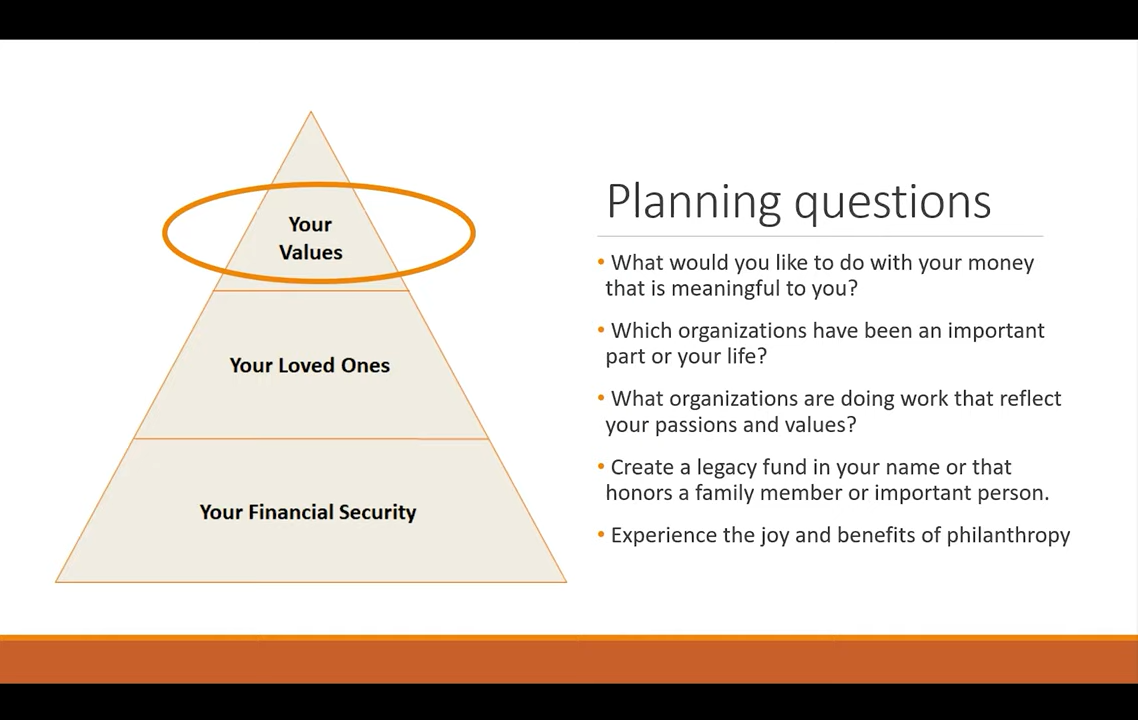 Your
Values
Your Loved Ones
Your Financial Security
Planning questions
• What would you like to do with your money
that is meaningful to you?
• Which organizations have been an important
part or your life?
• What organizations are doing work that reflect
your passions and values?
• Create a legacy fund in your name or that
honors a family member or important person.
• Experience the joy and benefits of philanthropy